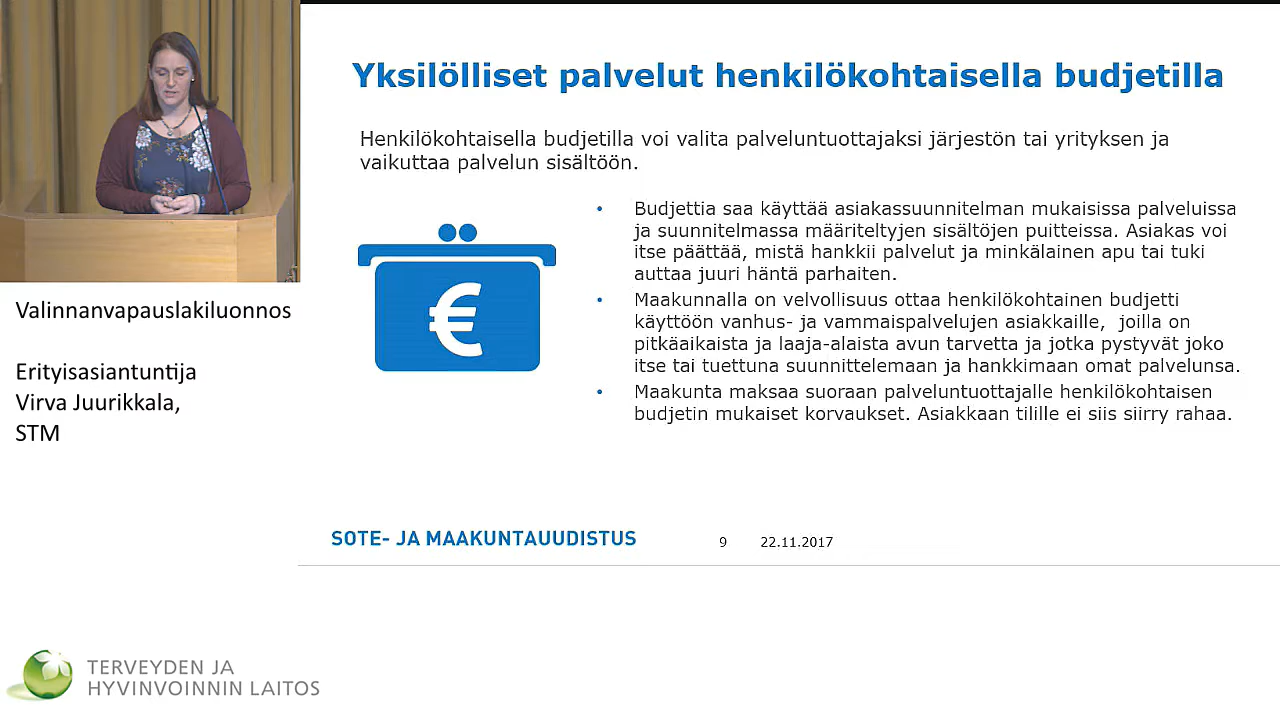 Yksilölliset palvelut henkilökohtaisella budjetilla
Henkilökohtaisella budjetilla voi valita palveluntuottajaksi järjestön tai yrityksen ja
vaikuttaa palvelun sisältöön.
• Budjettia saa käyttää asiakassuunnitelman mukaisissa palveluissa
ja suunnitelmassa määriteltyjen sisältöjen puitteissa. Asiakas voi
itse päättää, mistä hankkii palvelut ja minkälainen apu tai tuki
auttaa juuri häntä parhaiten.
• Maakunnalla on velvollisuus ottaa henkilökohtainen budjetti
käyttöön vanhus- ja vammaispalvelujen asiakkaille, joilla on
pitkäaikaista ja laaja-alaista avun tarvetta ja jotka pystyvät joko
itse tai tuettuna suunnittelemaan ja hankkimaan omat palvelunsa.
• Maakunta maksaa suoraan palveluntuottajalle henkilökohtaisen
budjetin mukaiset korvaukset. Asiakkaan tilille ei siis siirry rahaa.
€
Valinnanvapauslakiluonnos
Erityisasiantuntija
Virva Juurikkala,
STM
SOTE- JA MAAKUNTAUUDISTUS 9 22.11.2017
TERVEYDEN JA
HYVINVOINNIN LAITOS